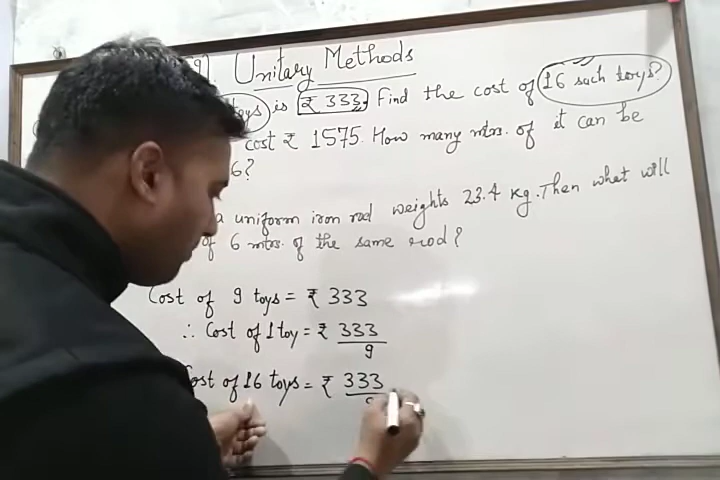 Unitary Methods
toys is ₹ 333. Find the cost of 16 such toys?
cost ₹ 1575. How many mtrs. of it can be
6?
a uniform iron rod weights 23.4 kg. Then what will
of 6 mtrs. of the same rod?
Cost of 9 toys = ₹ 333
∴ Cost of 1 toy = ₹ 333
9
Cost of 16 toys = ₹ 333